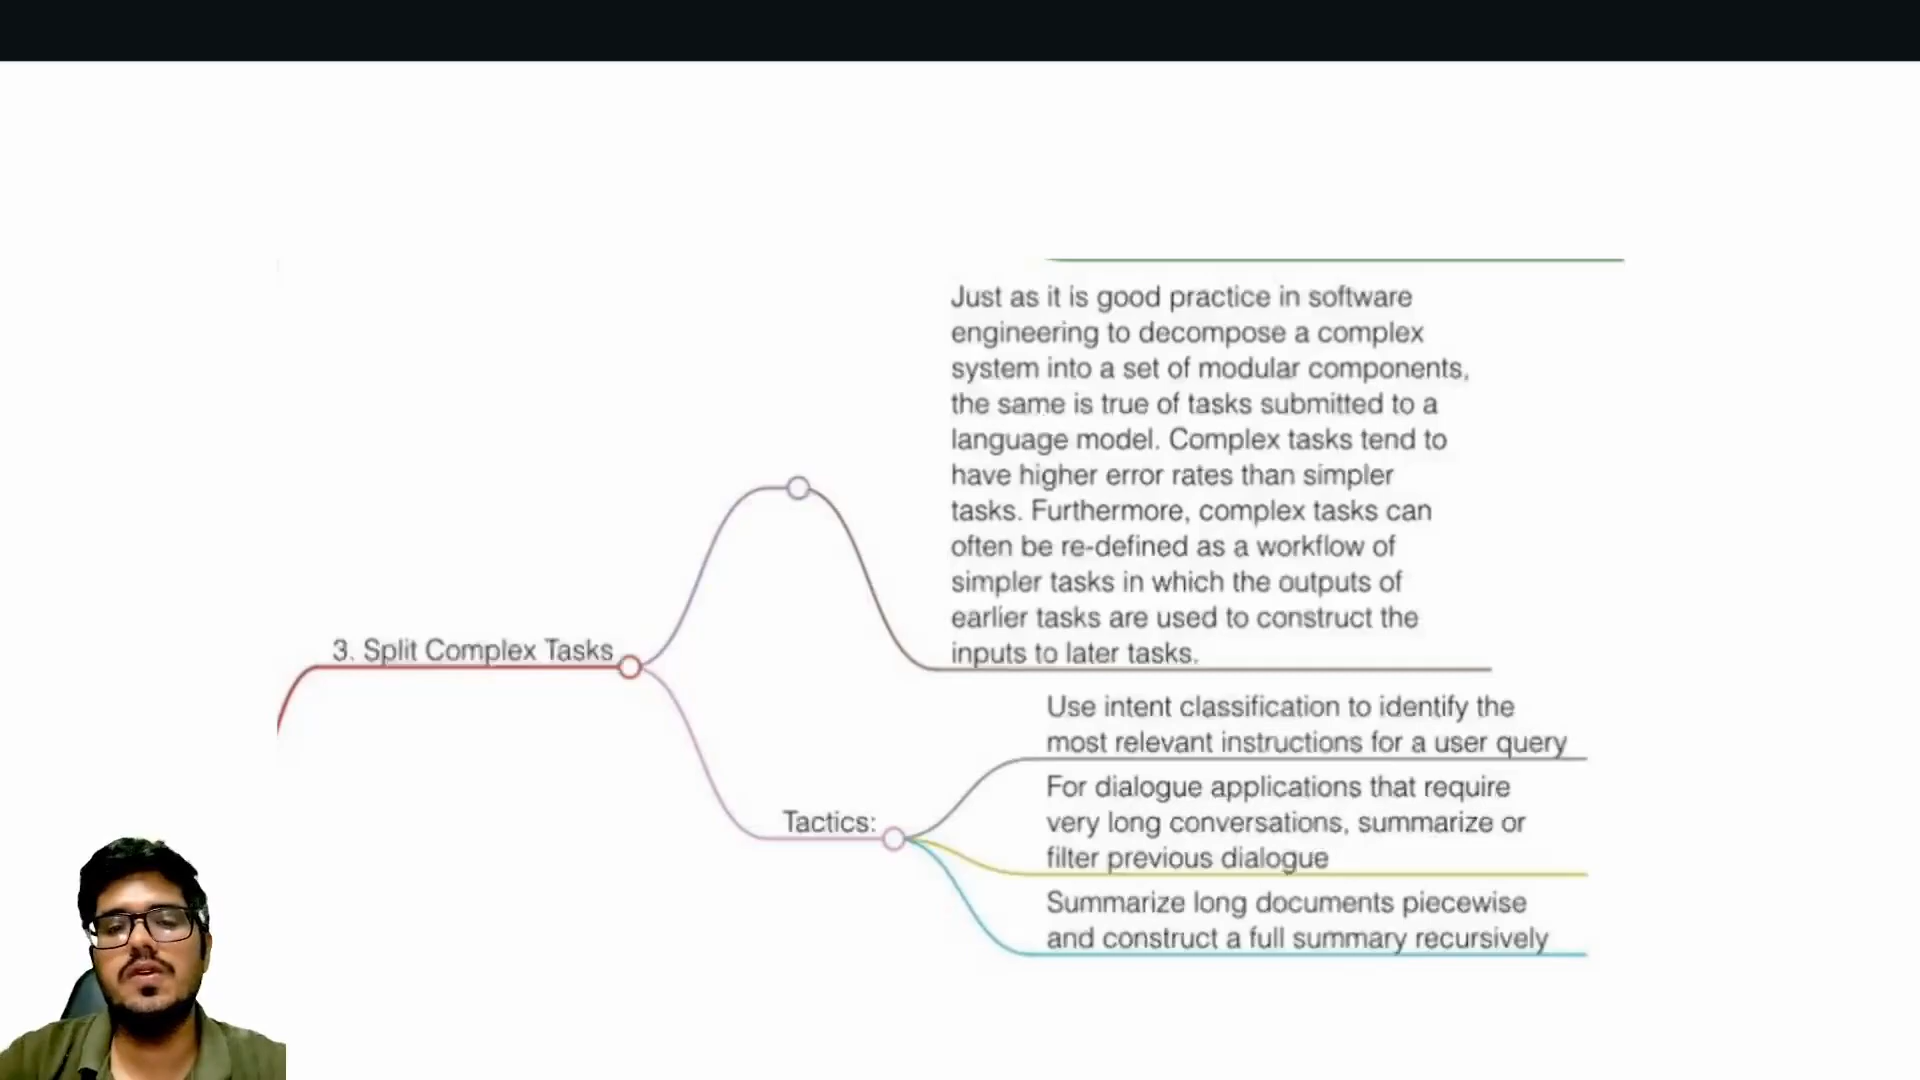 Just as it is good practice in software
engineering to decompose a complex
system into a set of modular components,
the same is true of tasks submitted to a
language model. Complex tasks tend to
have higher error rates than simpler
tasks. Furthermore, complex tasks can
often be re-defined as a workflow of
simpler tasks in which the outputs of
earlier tasks are used to construct the
inputs to later tasks.
3. Split Complex Tasks
Tactics:
Use intent classification to identify the
most relevant instructions for a user query
For dialogue applications that require
very long conversations, summarize or
filter previous dialogue
Summarize long documents piecewise
and construct a full summary recursively